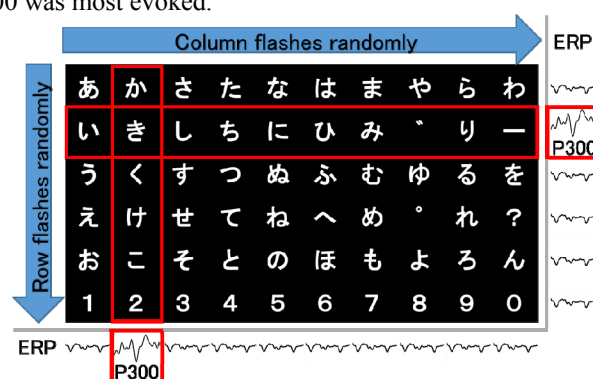 00 was most evoked.
Column flashes randomly
ERP
Row flashes randomly
あ か さ た な は ま や ら わ
い き し ち に ひ み ゛ り ー
P300
う く す つ ぬ ふ む ゆ る を
え け せ て ね へ め ゜ れ ?
お こ そ と の ほ も よ ろ ん
1 2 3 4 5 6 7 8 9 0
ERP
P300